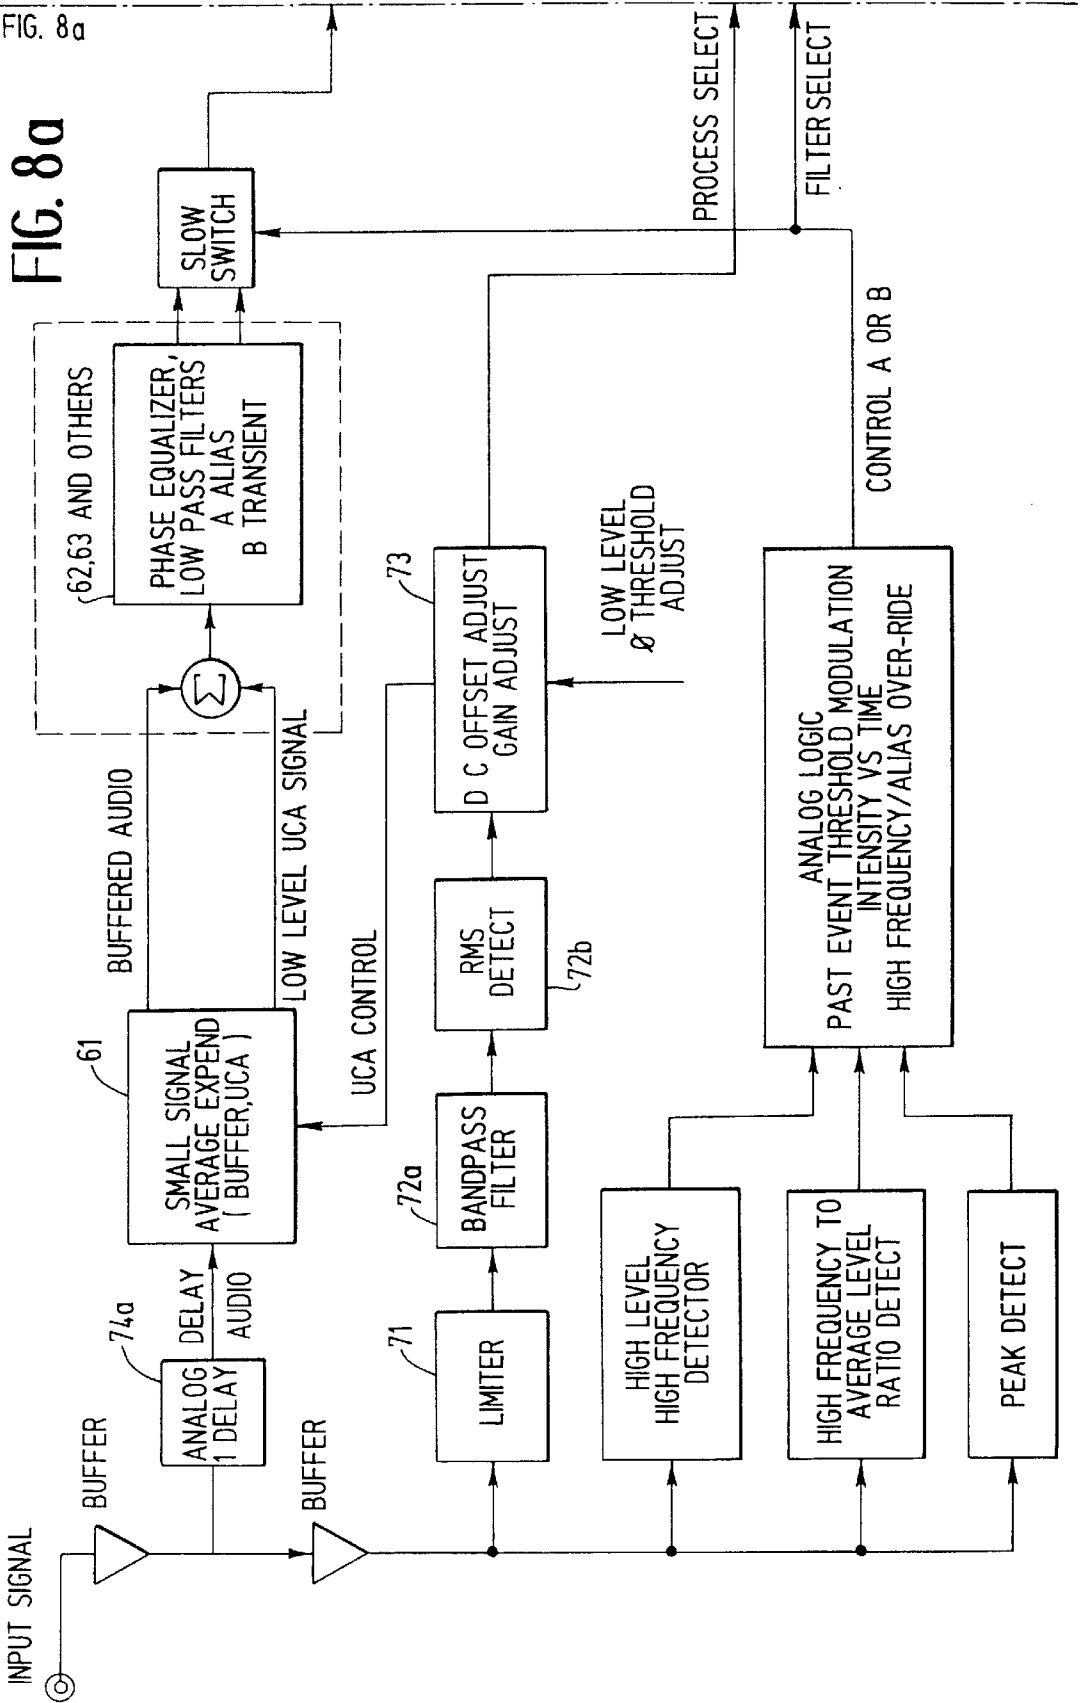 FIG. 8a
FIG. 8a
INPUT SIGNAL
BUFFER
BUFFER
74a
ANALOG
1 DELAY
DELAY
AUDIO
61
SMALL SIGNAL
AVERAGE EXPEND
( BUFFER,UCA )
BUFFERED AUDIO
LOW LEVEL UCA SIGNAL
Σ
62,63 AND OTHERS
PHASE EQUALIZER,
LOW PASS FILTERS
A ALIAS
B TRANSIENT
SLOW
SWITCH
UCA CONTROL
71
LIMITER
72a
BANDPASS
FILTER
RMS
DETECT
72b
73
D C OFFSET ADJUST
GAIN ADJUST
LOW LEVEL
Ø THRESHOLD
ADJUST
PROCESS SELECT
FILTER SELECT
HIGH LEVEL
HIGH FREQUENCY
DETECTOR
HIGH FREQUENCY TO
AVERAGE LEVEL
RATIO DETECT
PEAK DETECT
ANALOG LOGIC
PAST EVENT THRESHOLD MODULATION
INTENSITY VS TIME
HIGH FREQUENCY/ALIAS OVER-RIDE
CONTROL A OR B